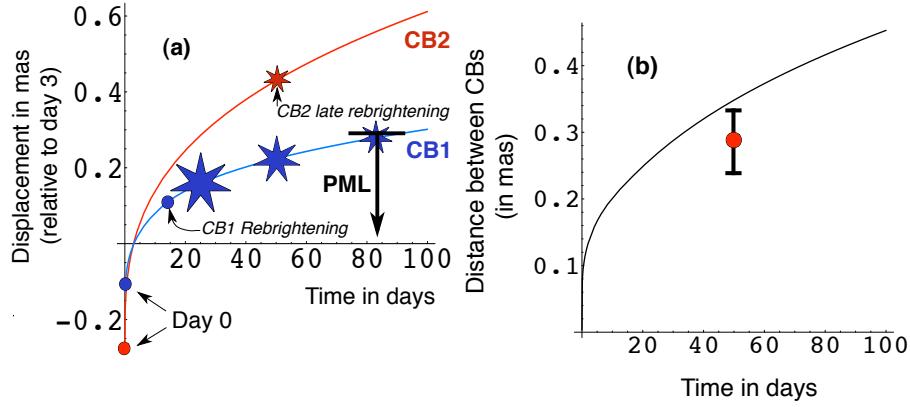 0.6
(a)
CB2
0.4
CB2 late rebrightening
CB1
0.2
PML
CB1 Rebrightening
20 40 60 80 100
Time in days
Day 0
-0.2
Displacement in mas
(relative to day 3)
(b)
0.4
0.3
0.2
0.1
0 20 40 60 80 100
Time in days
Distance between CBs
(in mas)